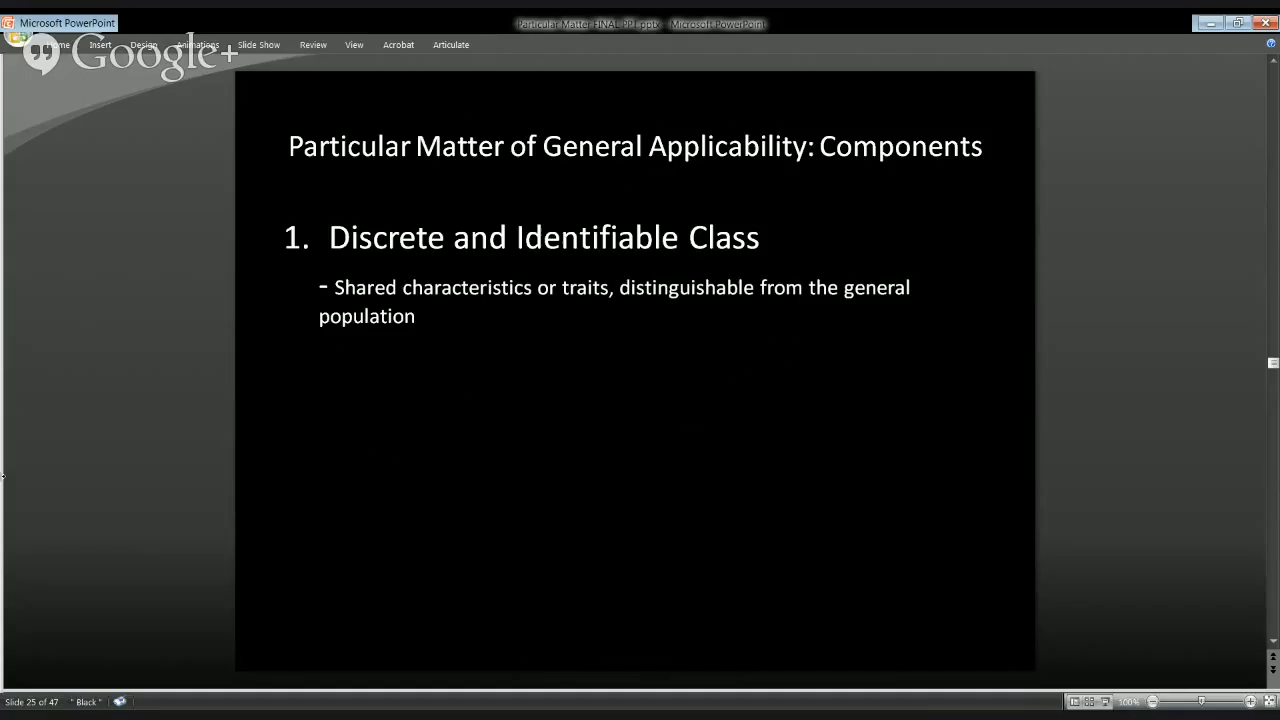 Microsoft PowerPoint
Particular Matter FINAL PPT.pptx - Microsoft PowerPoint
Home Insert Design Animations Slide Show Review View Acrobat Articulate
Google+
Particular Matter of General Applicability: Components
1. Discrete and Identifiable Class
- Shared characteristics or traits, distinguishable from the general
population
Slide 25 of 47 "Black" 100%